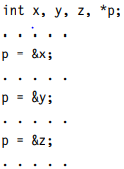 int x, y, z, *p;
. . . . .
p = &x;
. . . . .
p = &y;
. . . . .
p = &z;
. . . . .